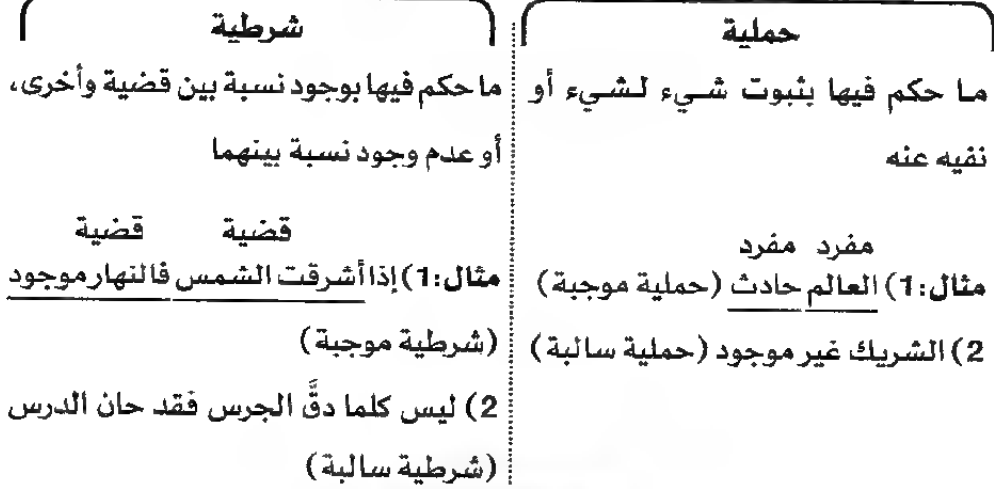 حملية
ما حكم فيها بثبوت شيء لشيء أو
نفيه عنه
مفرد مفرد
مثال: 1) العالم حادث (حملية موجبة)
2) الشريك غير موجود (حملية سالبة)
شرطية
ما حكم فيها بوجود نسبة بين قضية وأخرى،
أو عدم وجود نسبة بينهما
قضية قضية
مثال: 1) إذا أشرقت الشمس فالنهار موجود
(شرطية موجبة)
2) ليس كلما دقَّ الجرس فقد حان الدرس
(شرطية سالبة)